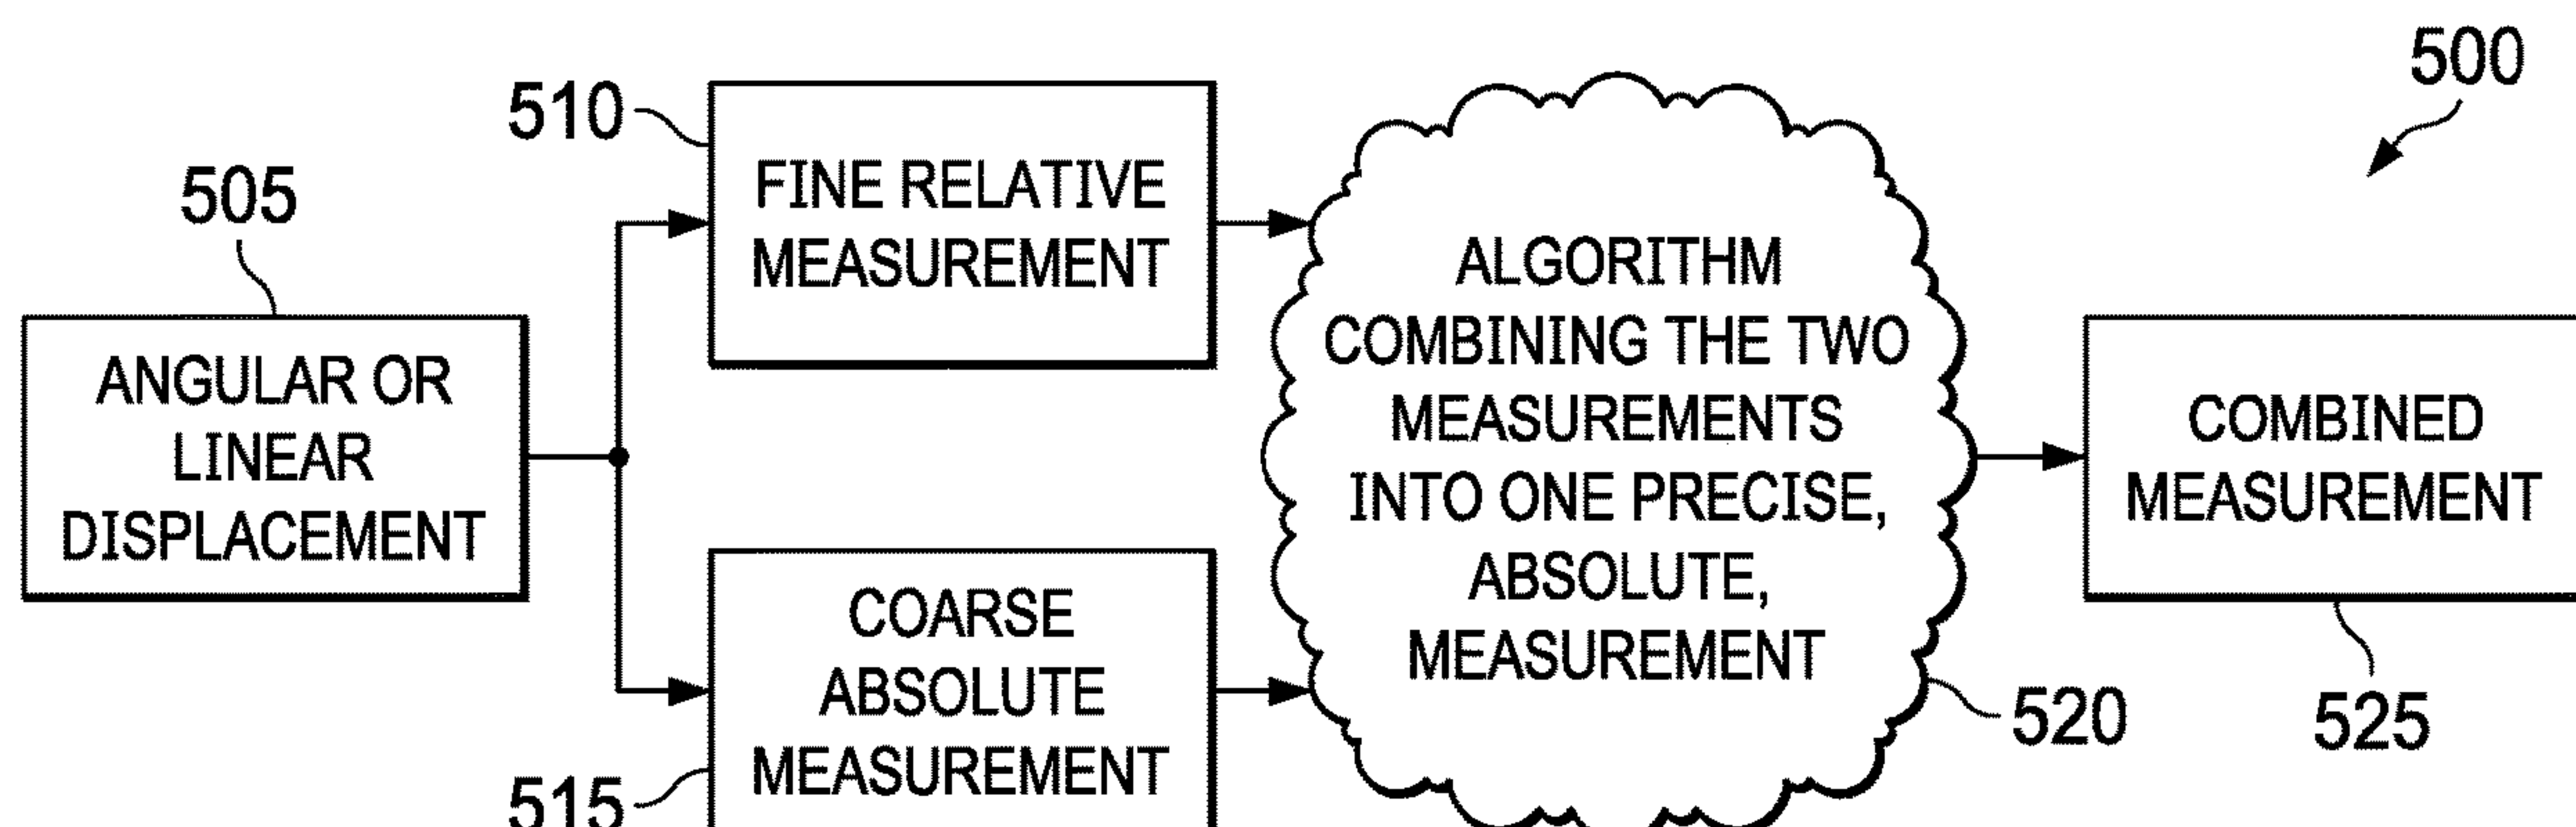 500
510
FINE RELATIVE
MEASUREMENT
505
ANGULAR OR
LINEAR
DISPLACEMENT
COARSE
ABSOLUTE
MEASUREMENT
515
ALGORITHM
COMBINING THE TWO
MEASUREMENTS
INTO ONE PRECISE,
ABSOLUTE,
MEASUREMENT
520
COMBINED
MEASUREMENT
525